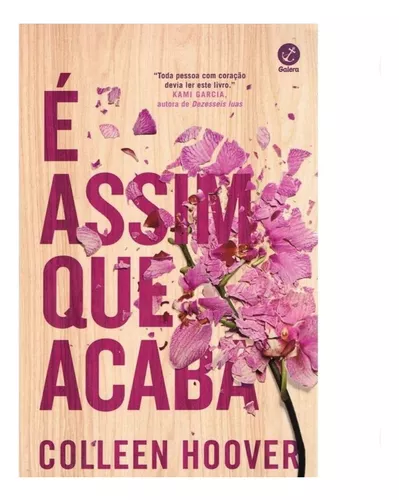 Galera
“Toda pessoa com coração
devia ler este livro.”
KAMI GARCIA,
autora de Dezesseis luas
É
ASSIM
QUE
ACABA
COLLEEN HOOVER